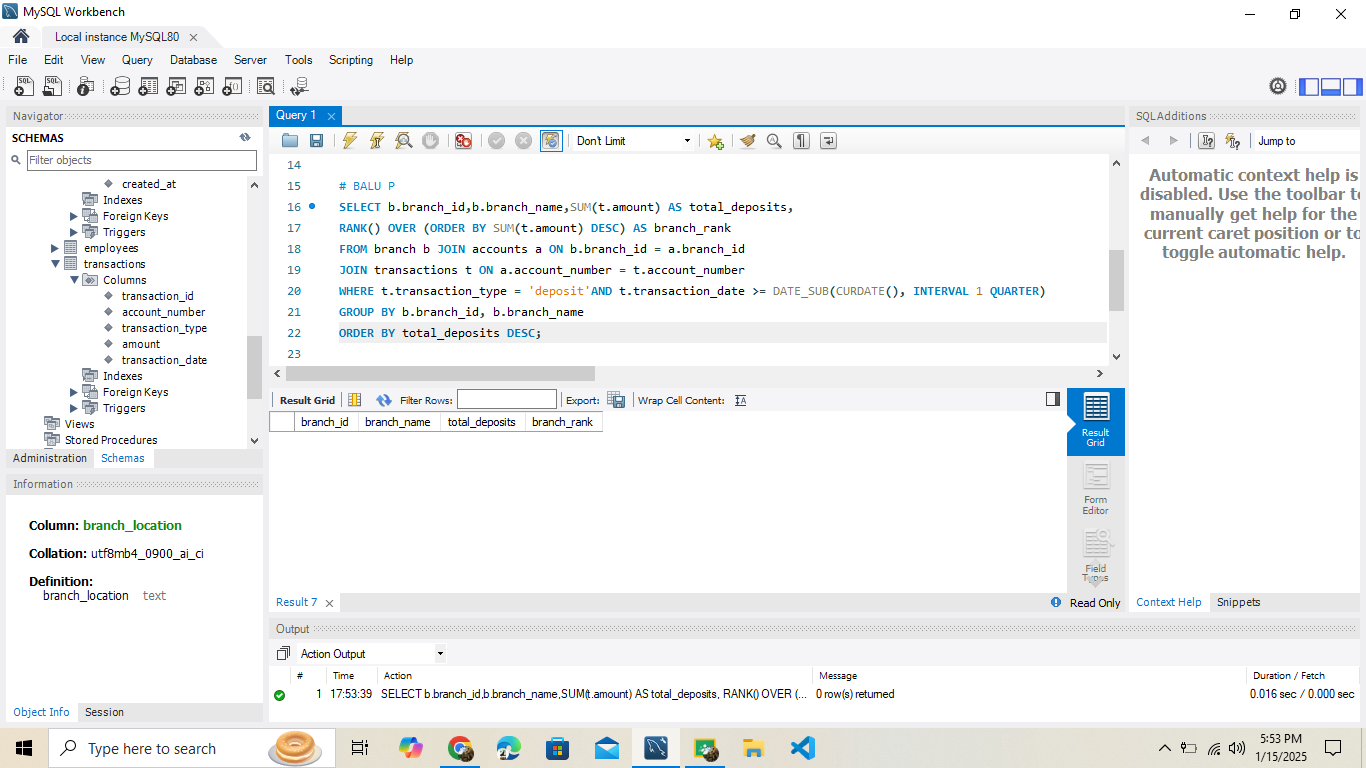 MySQL Workbench
Local instance MySQL80
File Edit View Query Database Server Tools Scripting Help
Navigator
SCHEMAS
Filter objects
created_at
Indexes
Foreign Keys
Triggers
employees
transactions
Columns
transaction_id
account_number
transaction_type
amount
transaction_date
Indexes
Foreign Keys
Triggers
Views
Stored Procedures
Administration Schemas
Information
Column: branch_location
Collation: utf8mb4_0900_ai_ci
Definition:
branch_location text
Object Info Session
Query 1
Don't Limit
14
15 # BALU P
16 SELECT b.branch_id,b.branch_name,SUM(t.amount) AS total_deposits,
17 RANK() OVER (ORDER BY SUM(t.amount) DESC) AS branch_rank
18 FROM branch b JOIN accounts a ON b.branch_id = a.branch_id
19 JOIN transactions t ON a.account_number = t.account_number
20 WHERE t.transaction_type = 'deposit'AND t.transaction_date >= DATE_SUB(CURDATE(), INTERVAL 1 QUARTER)
21 GROUP BY b.branch_id, b.branch_name
22 ORDER BY total_deposits DESC;
23
Result Grid Filter Rows: Export: Wrap Cell Content:
branch_id branch_name total_deposits branch_rank
Result
Grid
Form
Editor
Field
Types
Result 7 Read Only
Output
Action Output
# Time Action Message Duration / Fetch
1 17:53:39 SELECT b.branch_id,b.branch_name,SUM(t.amount) AS total_deposits, RANK() OVER (... 0 row(s) returned 0.016 sec / 0.000 sec
SQLAdditions
Jump to
Automatic context help is
disabled. Use the toolbar to
manually get help for the
current caret position or to
toggle automatic help.
Context Help Snippets
Type here to search
5:53 PM
1/15/2025